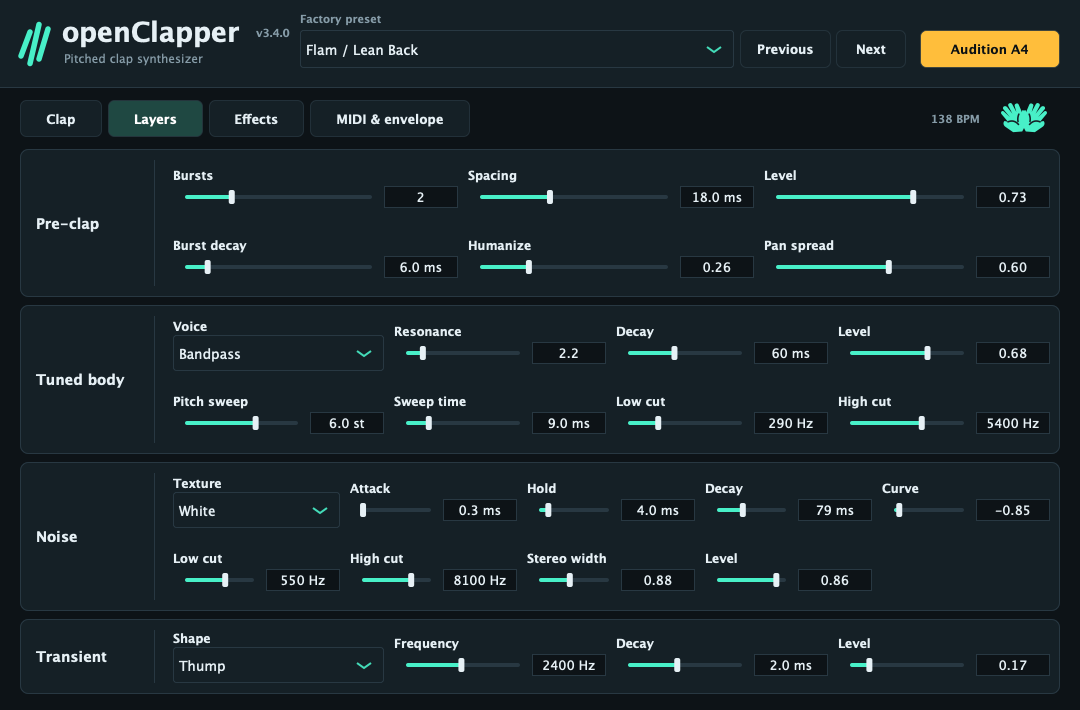 openClapper
v3.4.0
Pitched clap synthesizer
Factory preset
Flam / Lean Back
Previous
Next
Audition A4
Clap
Layers
Effects
MIDI & envelope
138 BPM
Pre-clap
Bursts
2
Spacing
18.0 ms
Level
0.73
Burst decay
6.0 ms
Humanize
0.26
Pan spread
0.60
Tuned body
Voice
Bandpass
Resonance
2.2
Decay
60 ms
Level
0.68
Pitch sweep
6.0 st
Sweep time
9.0 ms
Low cut
290 Hz
High cut
5400 Hz
Noise
Texture
White
Attack
0.3 ms
Hold
4.0 ms
Decay
79 ms
Curve
-0.85
Low cut
550 Hz
High cut
8100 Hz
Stereo width
0.88
Level
0.86
Transient
Shape
Thump
Frequency
2400 Hz
Decay
2.0 ms
Level
0.17